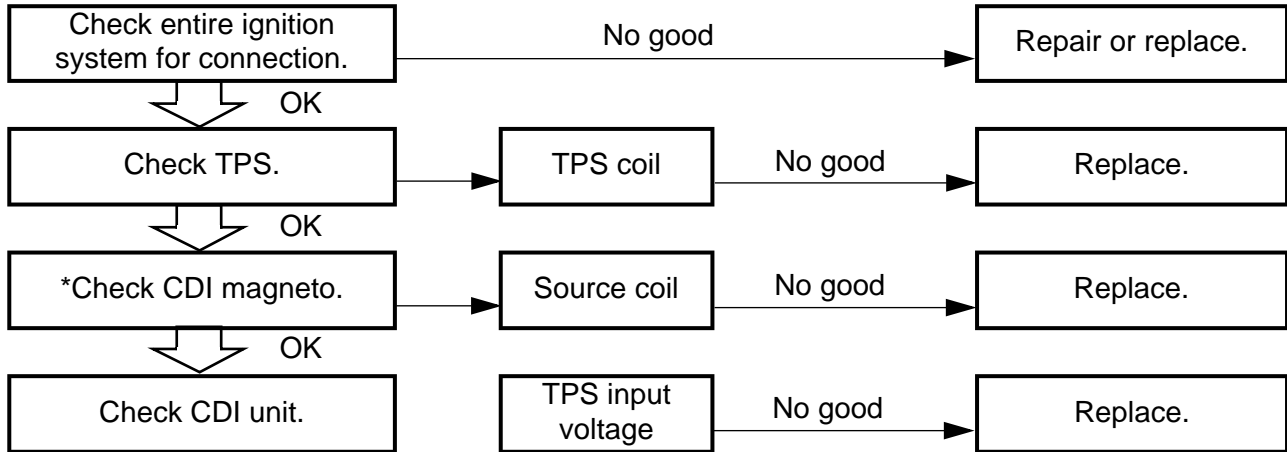 Check entire ignition
system for connection.
No good
Repair or replace.
OK
Check TPS.
TPS coil
No good
Replace.
OK
*Check CDI magneto.
Source coil
No good
Replace.
OK
Check CDI unit.
TPS input
voltage
No good
Replace.